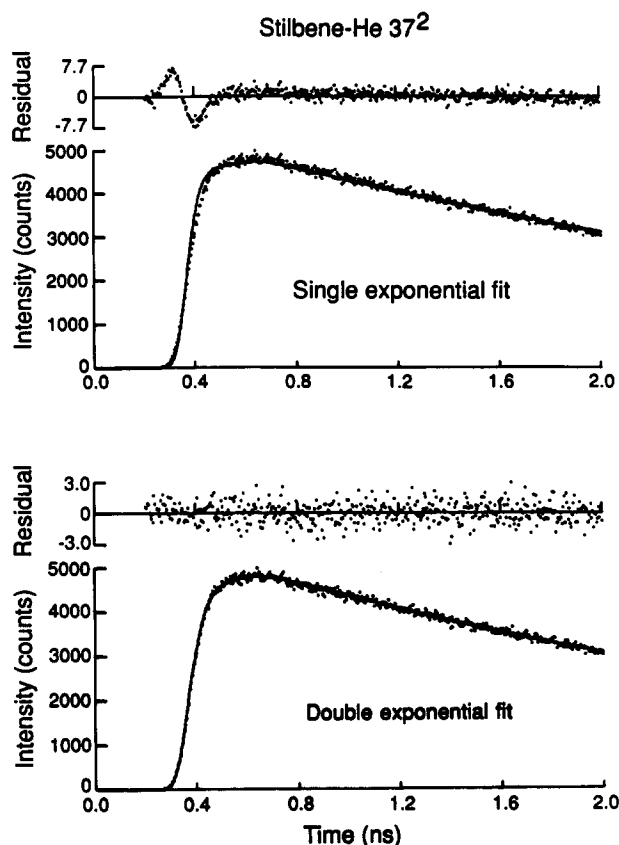 Stilbene-He 37²
Residual
7.7
0
-7.7
Intensity (counts)
5000
4000
3000
2000
1000
0
Single exponential fit
0.0 0.4 0.8 1.2 1.6 2.0
Residual
3.0
0
-3.0
Intensity (counts)
5000
4000
3000
2000
1000
0
Double exponential fit
0.0 0.4 0.8 1.2 1.6 2.0
Time (ns)